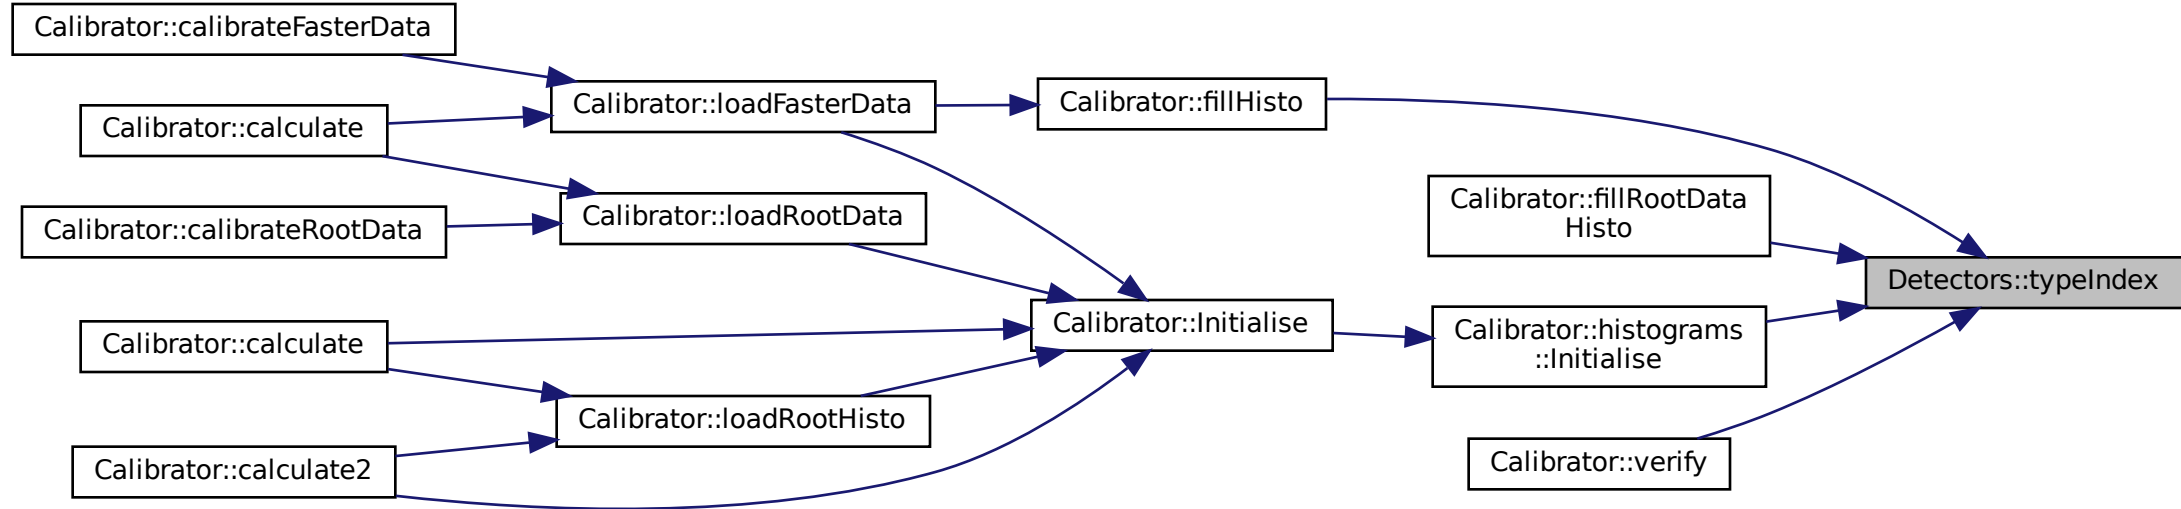 Calibrator::calibrateFasterData
Calibrator::calculate
Calibrator::calibrateRootData
Calibrator::calculate
Calibrator::calculate2
Calibrator::loadFasterData
Calibrator::loadRootData
Calibrator::loadRootHisto
Calibrator::fillHisto
Calibrator::Initialise
Calibrator::fillRootData
Histo
Calibrator::histograms
::Initialise
Calibrator::verify
Detectors::typeIndex